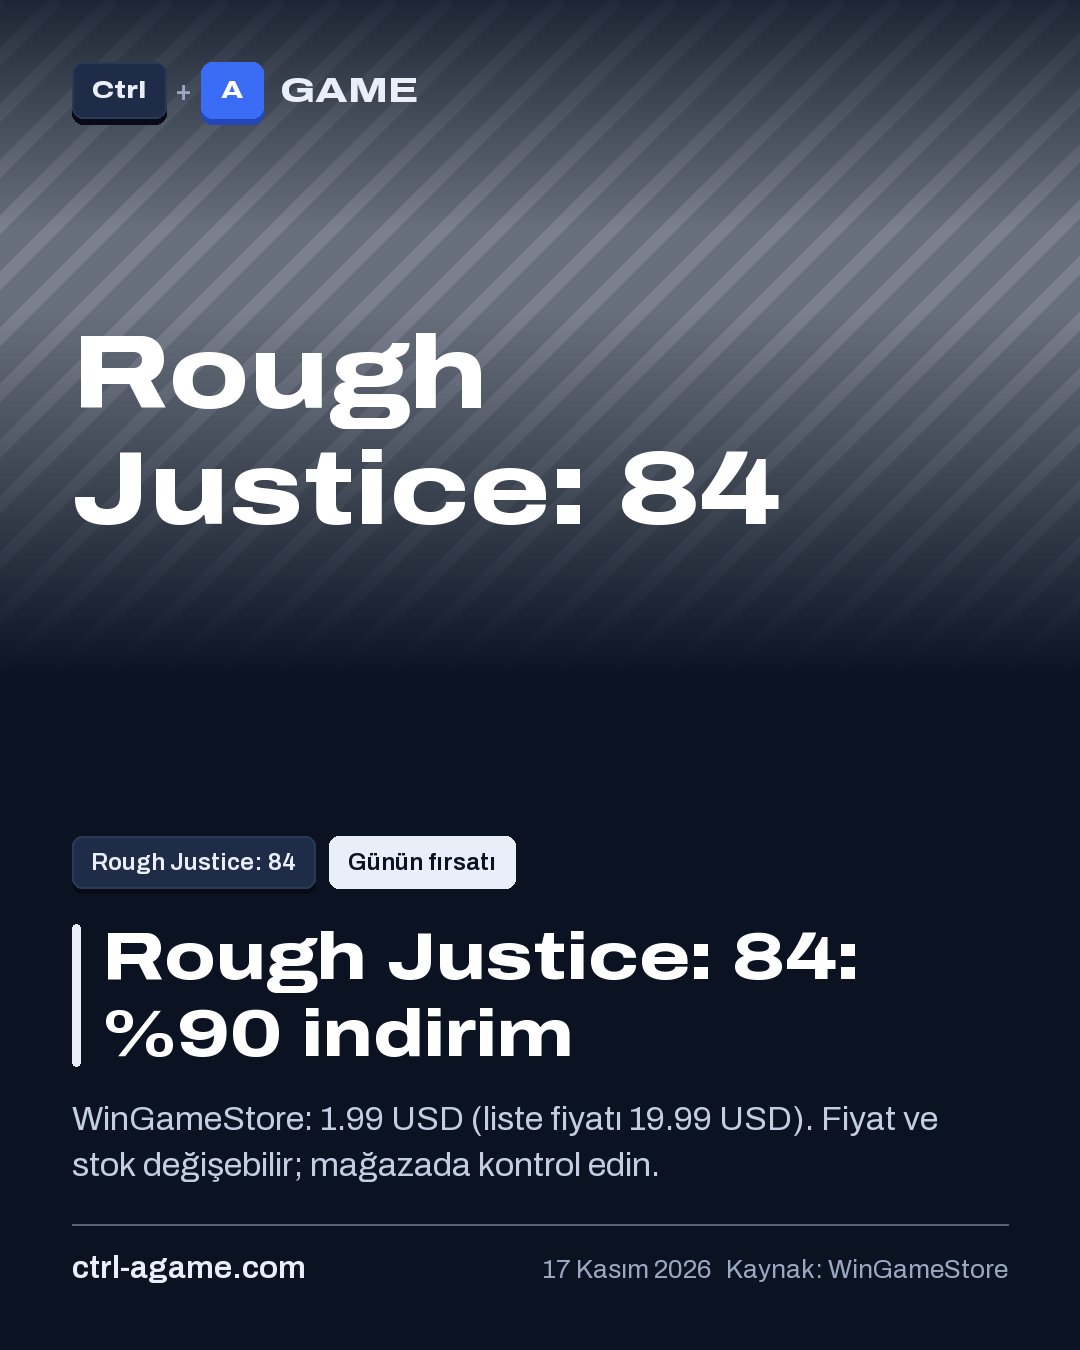 Ctrl + A GAME
Rough
Justice: 84
Rough Justice: 84 Günün fırsatı
Rough Justice: 84:
%90 indirim
WinGameStore: 1.99 USD (liste fiyatı 19.99 USD). Fiyat ve
stok değişebilir; mağazada kontrol edin.
ctrl-agame.com 17 Kasım 2026 Kaynak: WinGameStore